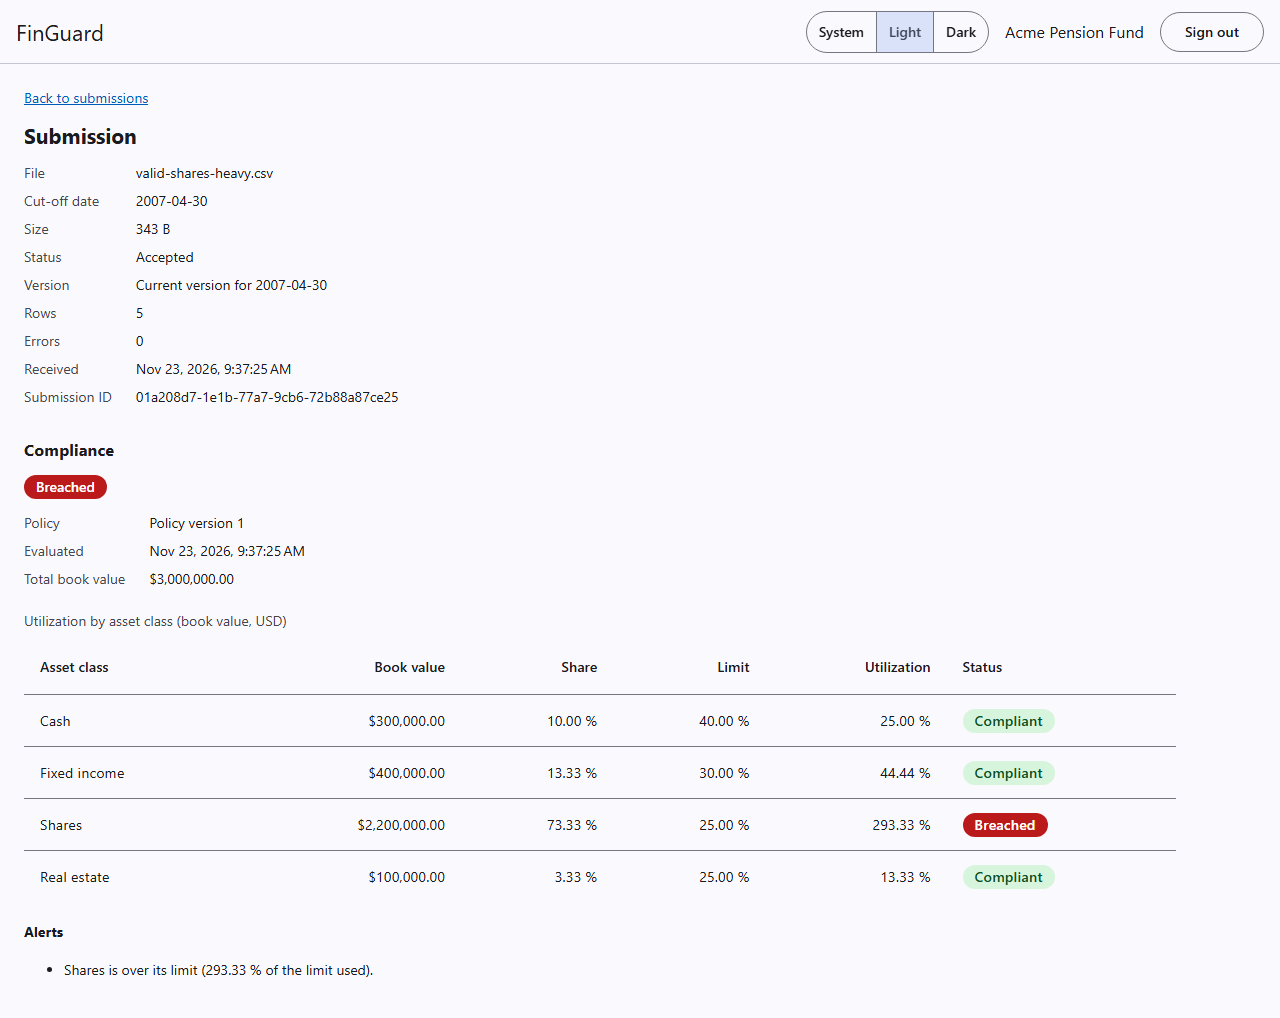 FinGuard
System Light Dark Acme Pension Fund Sign out
Back to submissions
Submission
File valid-shares-heavy.csv
Cut-off date 2007-04-30
Size 343 B
Status Accepted
Version Current version for 2007-04-30
Rows 5
Errors 0
Received Nov 23, 2026, 9:37:25 AM
Submission ID 01a208d7-1e1b-77a7-9cb6-72b88a87ce25
Compliance
Breached
Policy Policy version 1
Evaluated Nov 23, 2026, 9:37:25 AM
Total book value $3,000,000.00
Utilization by asset class (book value, USD)
Asset class Book value Share Limit Utilization Status
Cash $300,000.00 10.00 % 40.00 % 25.00 % Compliant
Fixed income $400,000.00 13.33 % 30.00 % 44.44 % Compliant
Shares $2,200,000.00 73.33 % 25.00 % 293.33 % Breached
Real estate $100,000.00 3.33 % 25.00 % 13.33 % Compliant
Alerts
• Shares is over its limit (293.33 % of the limit used).